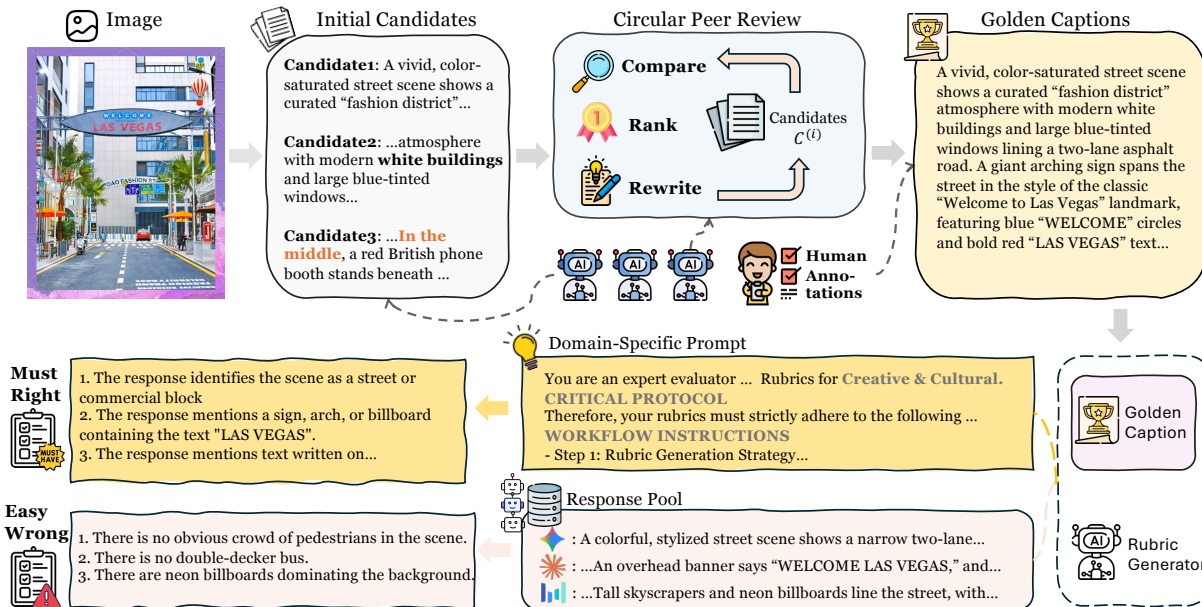 Image
Initial Candidates
Circular Peer Review
Golden Captions
WELCOME
LAS VEGAS
Candidate1: A vivid, color-
saturated street scene shows a
curated “fashion district”...
Candidate2: ...atmosphere
with modern white buildings
and large blue-tinted
windows...
Candidate3: ...In the
middle, a red British phone
booth stands beneath ...
Compare
Rank
Rewrite
1
Candidates
C(i)
AI
AI
AI
Human
Anno-
tations
A vivid, color-saturated street scene
shows a curated “fashion district”
atmosphere with modern white
buildings and large blue-tinted
windows lining a two-lane asphalt
road. A giant arching sign spans the
street in the style of the classic
“Welcome to Las Vegas” landmark,
featuring blue “WELCOME” circles
and bold red “LAS VEGAS” text...
Must
Right
MUST
HAVE
1. The response identifies the scene as a street or
commercial block
2. The response mentions a sign, arch, or billboard
containing the text "LAS VEGAS".
3. The response mentions text written on...
Domain-Specific Prompt
You are an expert evaluator ... Rubrics for Creative & Cultural.
CRITICAL PROTOCOL
Therefore, your rubrics must strictly adhere to the following ...
WORKFLOW INSTRUCTIONS
- Step 1: Rubric Generation Strategy...
Golden
Caption
Easy
Wrong
1. There is no obvious crowd of pedestrians in the scene.
2. There is no double-decker bus.
3. There are neon billboards dominating the background.
Response Pool
: A colorful, stylized street scene shows a narrow two-lane...
: ...An overhead banner says “WELCOME LAS VEGAS,” and...
: ...Tall skyscrapers and neon billboards line the street, with...
AI
Rubric
Generator